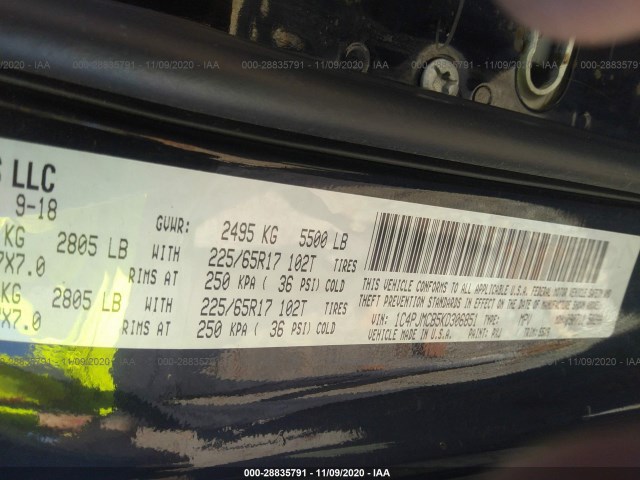 000-28835791 - 11/09/2020 - IAA
S LLC
9-18
GVWR: 2495 KG 5500 LB
KG 2805 LB WITH 225/65R17 102T TIRES
7X7.0 RIMS AT 250 KPA ( 36 PSI) COLD
KG 2805 LB WITH 225/65R17 102T TIRES
7X7.0 RIMS AT 250 KPA ( 36 PSI) COLD
THIS VEHICLE CONFORMS TO ALL APPLICABLE U.S.A. FEDERAL MOTOR VEHICLE SAFETY AND
THEFT PREVENTION STANDARDS IN EFFECT ON THE DATE OF MANUFACTURE SHOWN ABOVE.
VIN: TYPE: MPV
MADE IN U.S.A. PAINT: TRIM:
000-28835791 - 11/09/2020 - IAA